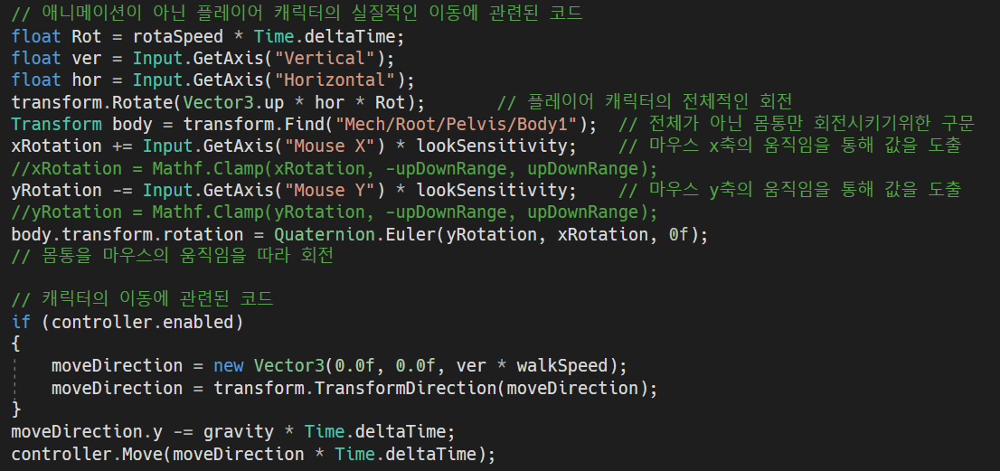 // 애니메이션이 아닌 플레이어 캐릭터의 실질적인 이동에 관련된 코드
float Rot = rotaSpeed * Time.deltaTime;
float ver = Input.GetAxis("Vertical");
float hor = Input.GetAxis("Horizontal");
transform.Rotate(Vector3.up * hor * Rot);       // 플레이어 캐릭터의 전체적인 회전
Transform body = transform.Find("Mech/Root/Pelvis/Body1");  // 전체가 아닌 몸통만 회전시키기위한 구문
xRotation += Input.GetAxis("Mouse X") * lookSensitivity;    // 마우스 x축의 움직임을 통해 값을 도출
//xRotation = Mathf.Clamp(xRotation, -upDownRange, upDownRange);
yRotation -= Input.GetAxis("Mouse Y") * lookSensitivity;    // 마우스 y축의 움직임을 통해 값을 도출
//yRotation = Mathf.Clamp(yRotation, -upDownRange, upDownRange);
body.transform.rotation = Quaternion.Euler(yRotation, xRotation, 0f);
// 몸통을 마우스의 움직임을 따라 회전
// 캐릭터의 이동에 관련된 코드
if (controller.enabled)
{
    moveDirection = new Vector3(0.0f, 0.0f, ver * walkSpeed);
    moveDirection = transform.TransformDirection(moveDirection);
}
moveDirection.y -= gravity * Time.deltaTime;
controller.Move(moveDirection * Time.deltaTime);